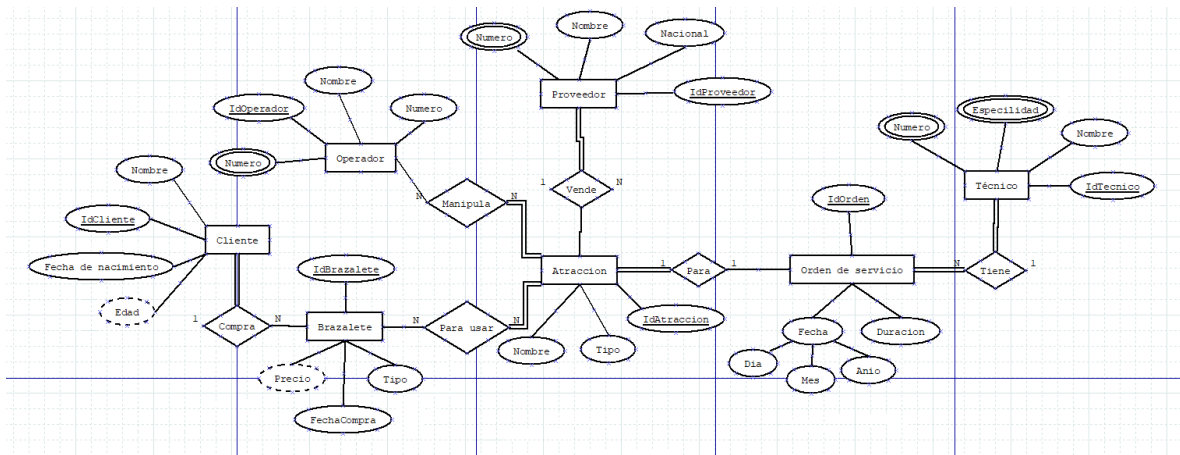 Nombre
Nacional
Numero
Nombre
IdProveedor
Proveedor
IdOperador
Numero
Especilidad
Numero
Nombre
Operador
Numero
Nombre
1
Vende
N
Técnico
IdTecnico
N
Manipula
N
IdOrden
IdCliente
Cliente
Fecha de nacimiento
IdBrazalete
Atraccion
1
Para
1
Orden de servicio
N
Tiene
1
Edad
1
Compra
N
Brazalete
N
Para usar
N
IdAtraccion
Nombre
Tipo
Fecha
Duracion
Dia
Mes
Anio
Precio
Tipo
FechaCompra